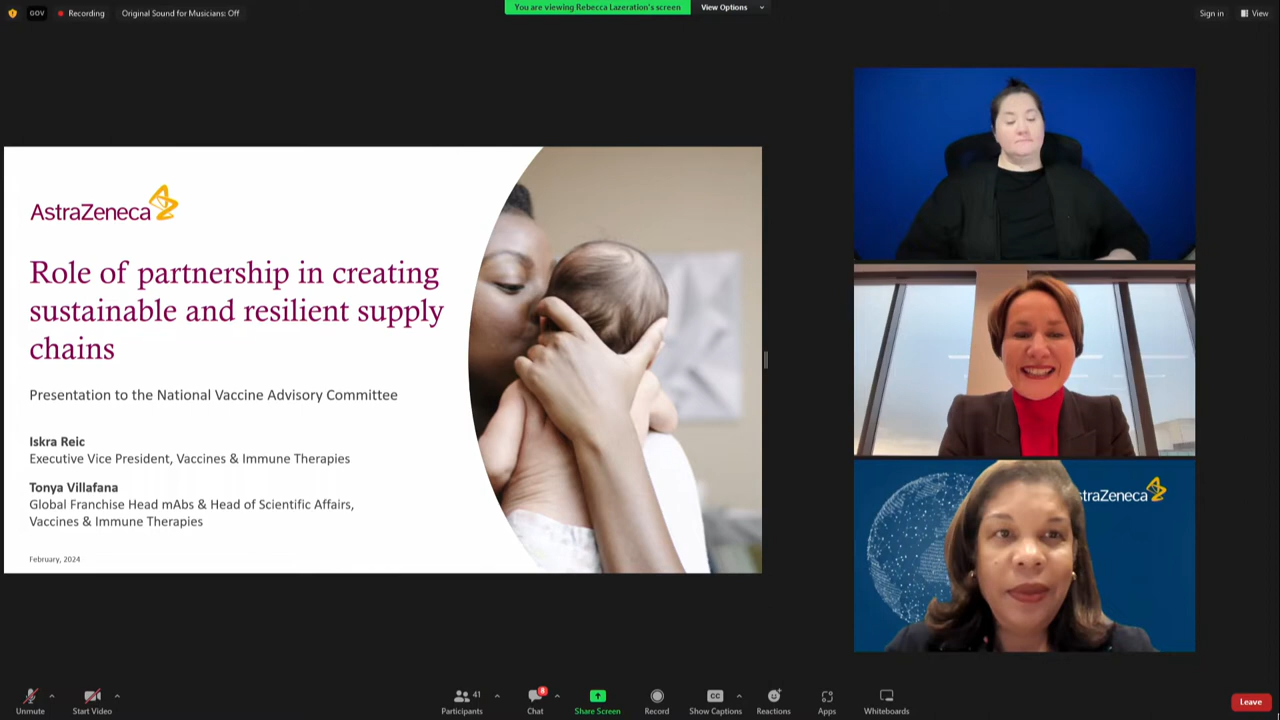 GOV
Recording
Original Sound for Musicians: Off
You are viewing Rebecca Lazeration's screen
View Options
Sign in
View
AstraZeneca
Role of partnership in creating
sustainable and resilient supply
chains
Presentation to the National Vaccine Advisory Committee
Iskra Reic
Executive Vice President, Vaccines & Immune Therapies
Tonya Villafana
Global Franchise Head mAbs & Head of Scientific Affairs,
Vaccines & Immune Therapies
February, 2024
straZeneca
Unmute
Start Video
41
Participants
8
Chat
Share Screen
Record
CC
Show Captions
Reactions
Apps
Whiteboards
Leave